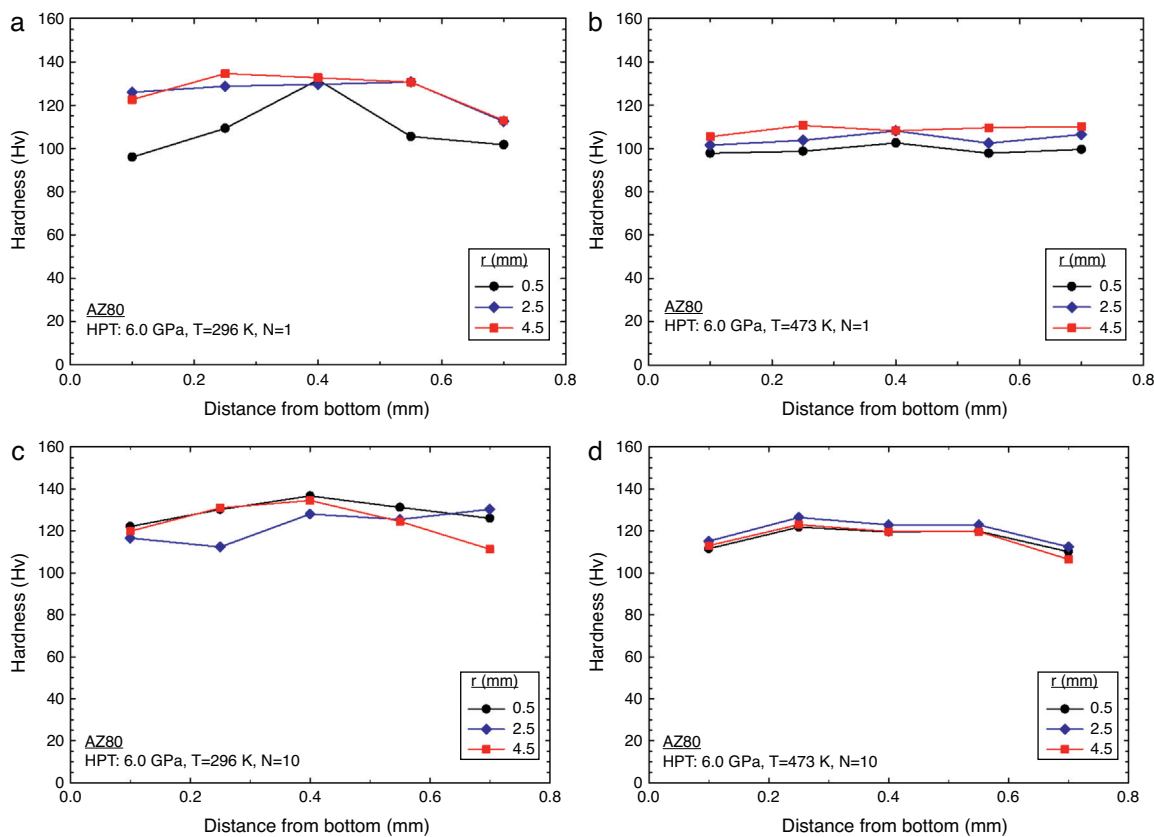 a
160
140
120
100
80
60
40
20
0
Hardness (Hv)
r (mm)
0.5
2.5
4.5
AZ80
HPT: 6.0 GPa, T=296 K, N=1
0.0 0.2 0.4 0.6 0.8
Distance from bottom (mm)
b
160
140
120
100
80
60
40
20
0
Hardness (Hv)
r (mm)
0.5
2.5
4.5
AZ80
HPT: 6.0 GPa, T=473 K, N=1
0.0 0.2 0.4 0.6 0.8
Distance from bottom (mm)
c
160
140
120
100
80
60
40
20
0
Hardness (Hv)
r (mm)
0.5
2.5
4.5
AZ80
HPT: 6.0 GPa, T=296 K, N=10
0.0 0.2 0.4 0.6 0.8
Distance from bottom (mm)
d
160
140
120
100
80
60
40
20
0
Hardness (Hv)
r (mm)
0.5
2.5
4.5
AZ80
HPT: 6.0 GPa, T=473 K, N=10
0.0 0.2 0.4 0.6 0.8
Distance from bottom (mm)